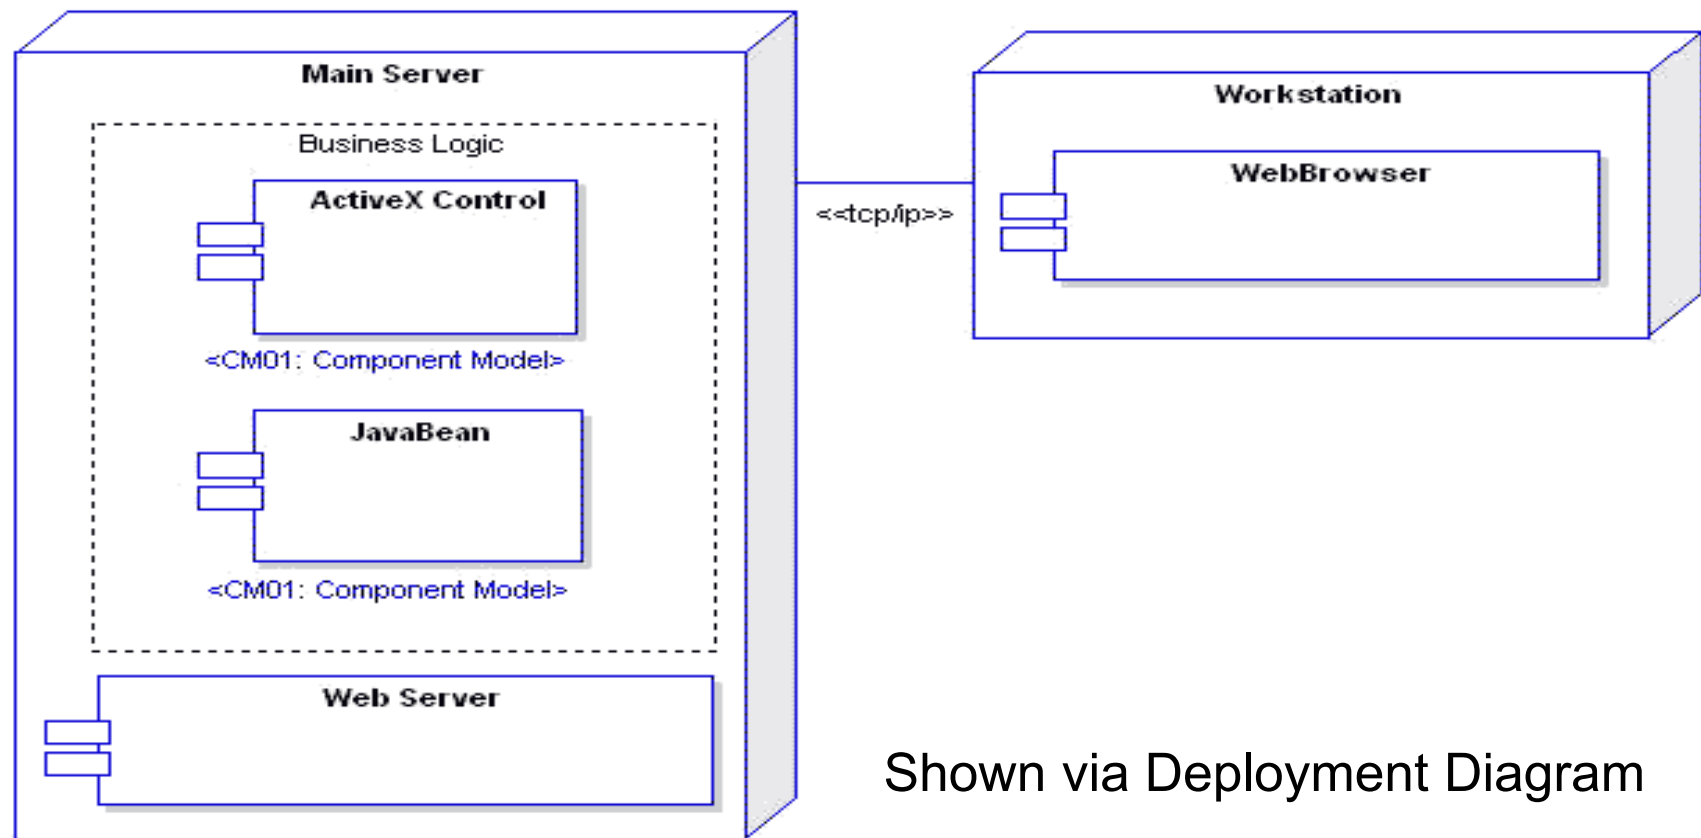 Main Server
Business Logic
ActiveX Control
<CM01: Component Model>
JavaBean
<CM01: Component Model>
Web Server
<<tcp/ip>>
Workstation
WebBrowser
Shown via Deployment Diagram